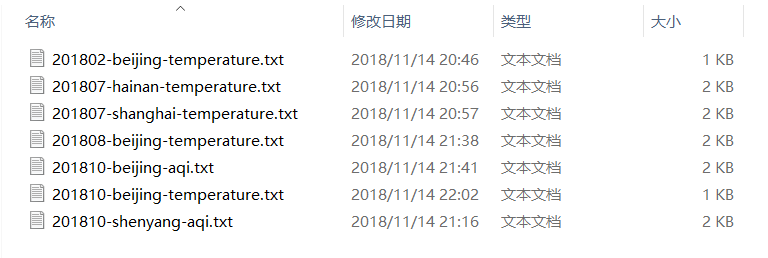 名称 修改日期 类型 大小
201802-beijing-temperature.txt 2018/11/14 20:46 文本文档 1 KB
201807-hainan-temperature.txt 2018/11/14 20:56 文本文档 2 KB
201807-shanghai-temperature.txt 2018/11/14 20:57 文本文档 2 KB
201808-beijing-temperature.txt 2018/11/14 21:38 文本文档 2 KB
201810-beijing-aqi.txt 2018/11/14 21:41 文本文档 2 KB
201810-beijing-temperature.txt 2018/11/14 22:02 文本文档 1 KB
201810-shenyang-aqi.txt 2018/11/14 21:16 文本文档 2 KB